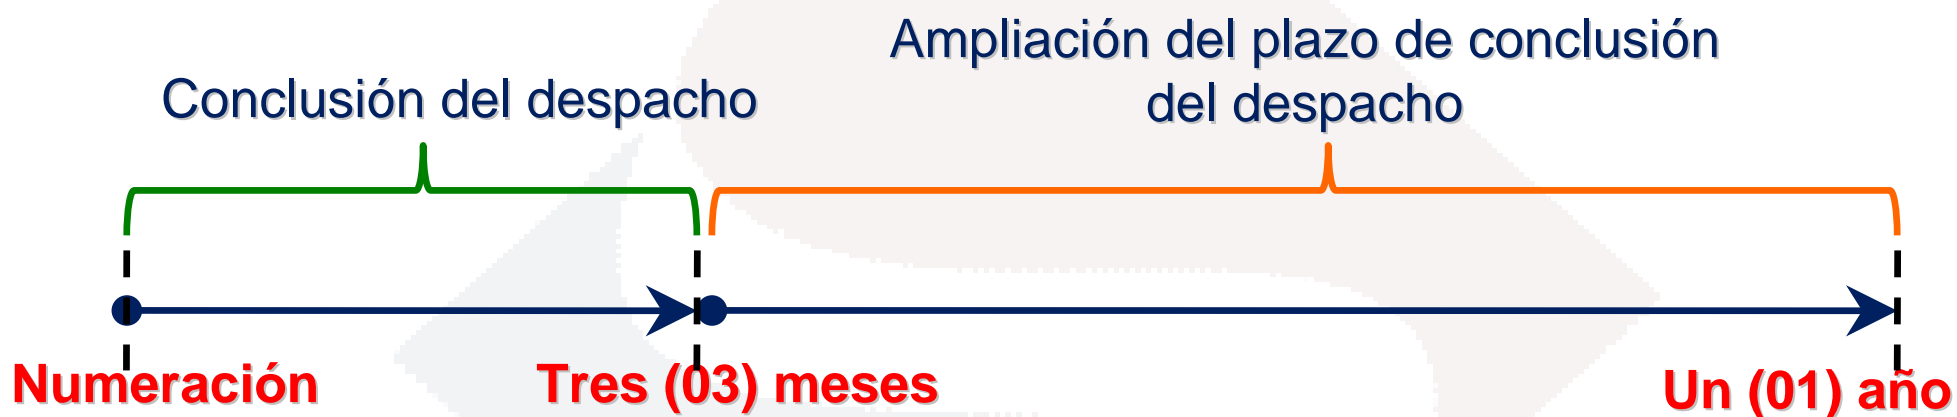 Ampliación del plazo de conclusión
del despacho
Conclusión del despacho
Numeración
Tres (03) meses
Un (01) año